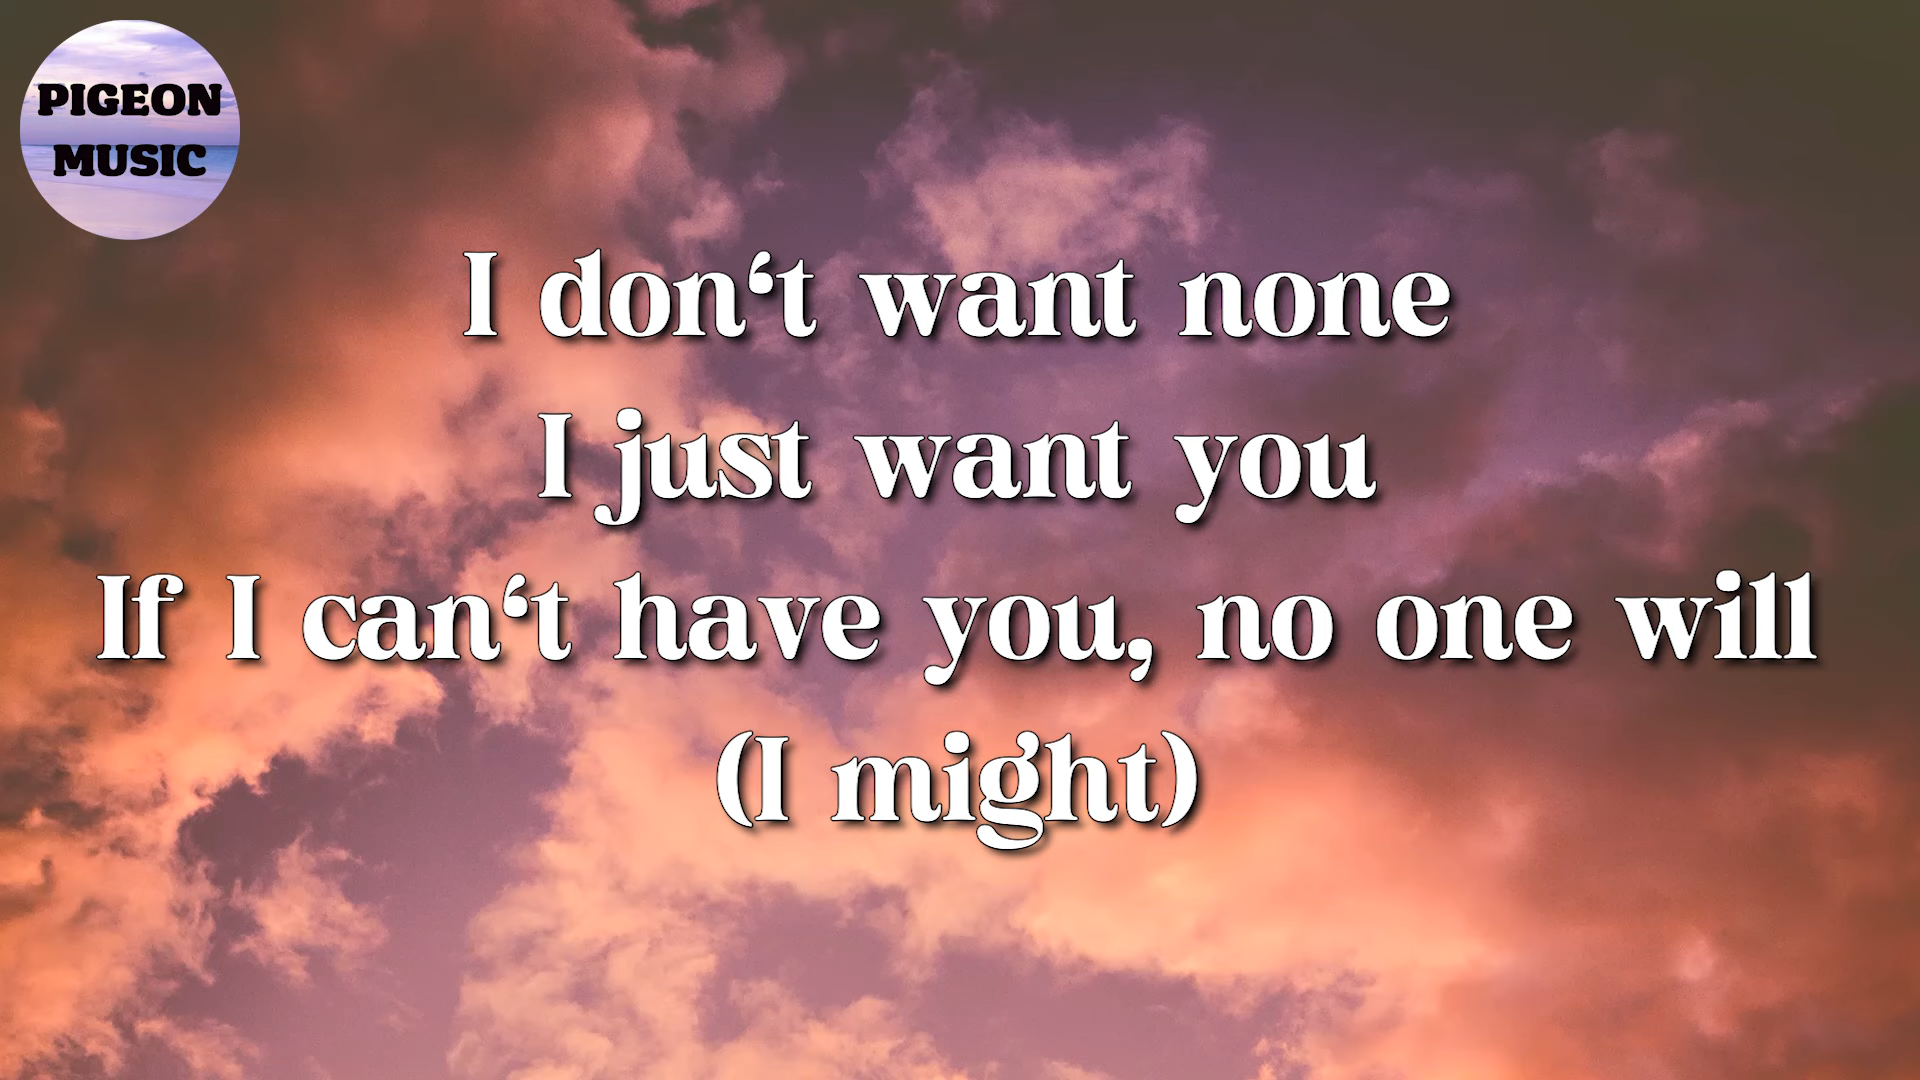 PIGEON
MUSIC
I don‘t want none
I just want you
If I can‘t have you, no one will
(I might)